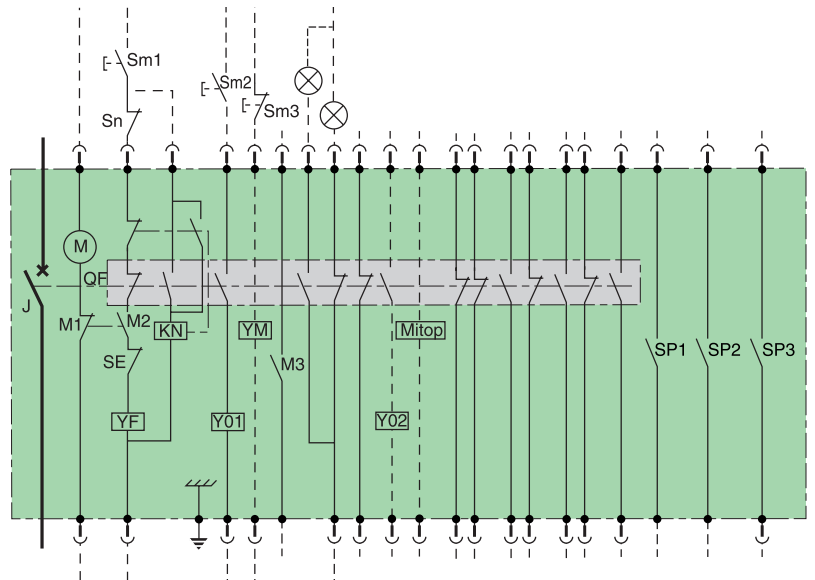 Sm1
Sm2
Sm3
Sn
M
QF
J
M1
M2
KN
YM
Mitop
SE
M3
SP1
SP2
SP3
YF
Y01
Y02